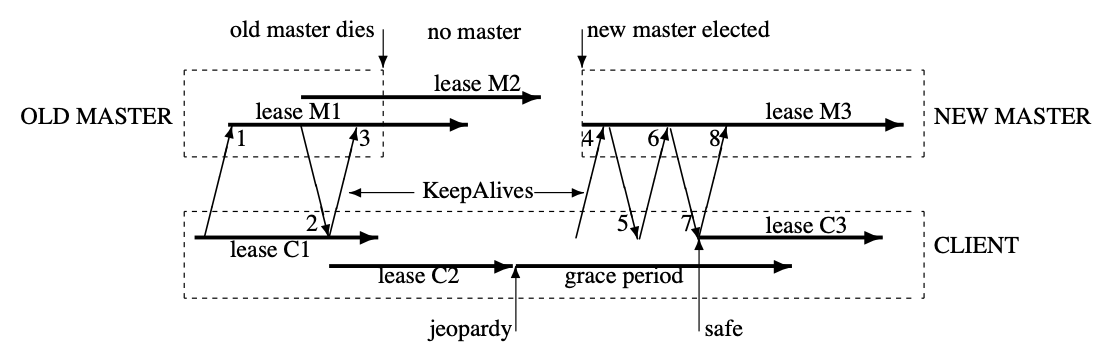 old master dies
no master
new master elected
lease M2
OLD MASTER
lease M1
lease M3
NEW MASTER
1
3
4
6
8
KeepAlives
2
5
7
lease C3
lease C1
CLIENT
lease C2
grace period
jeopardy
safe